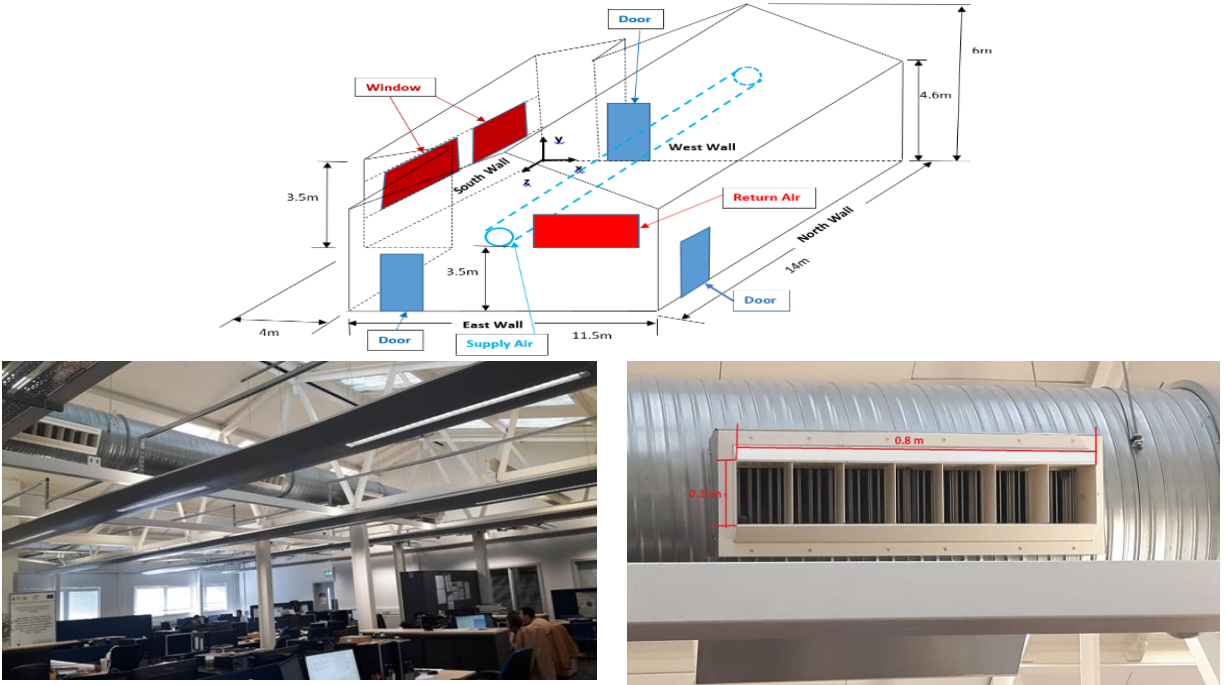 Door
6m
Window
4.6m
y
x
z
West Wall
South Wall
3.5m
Return Air
North Wall
3.5m
14m
Door
4m
East Wall
11.5m
Door
Supply Air
0.8 m